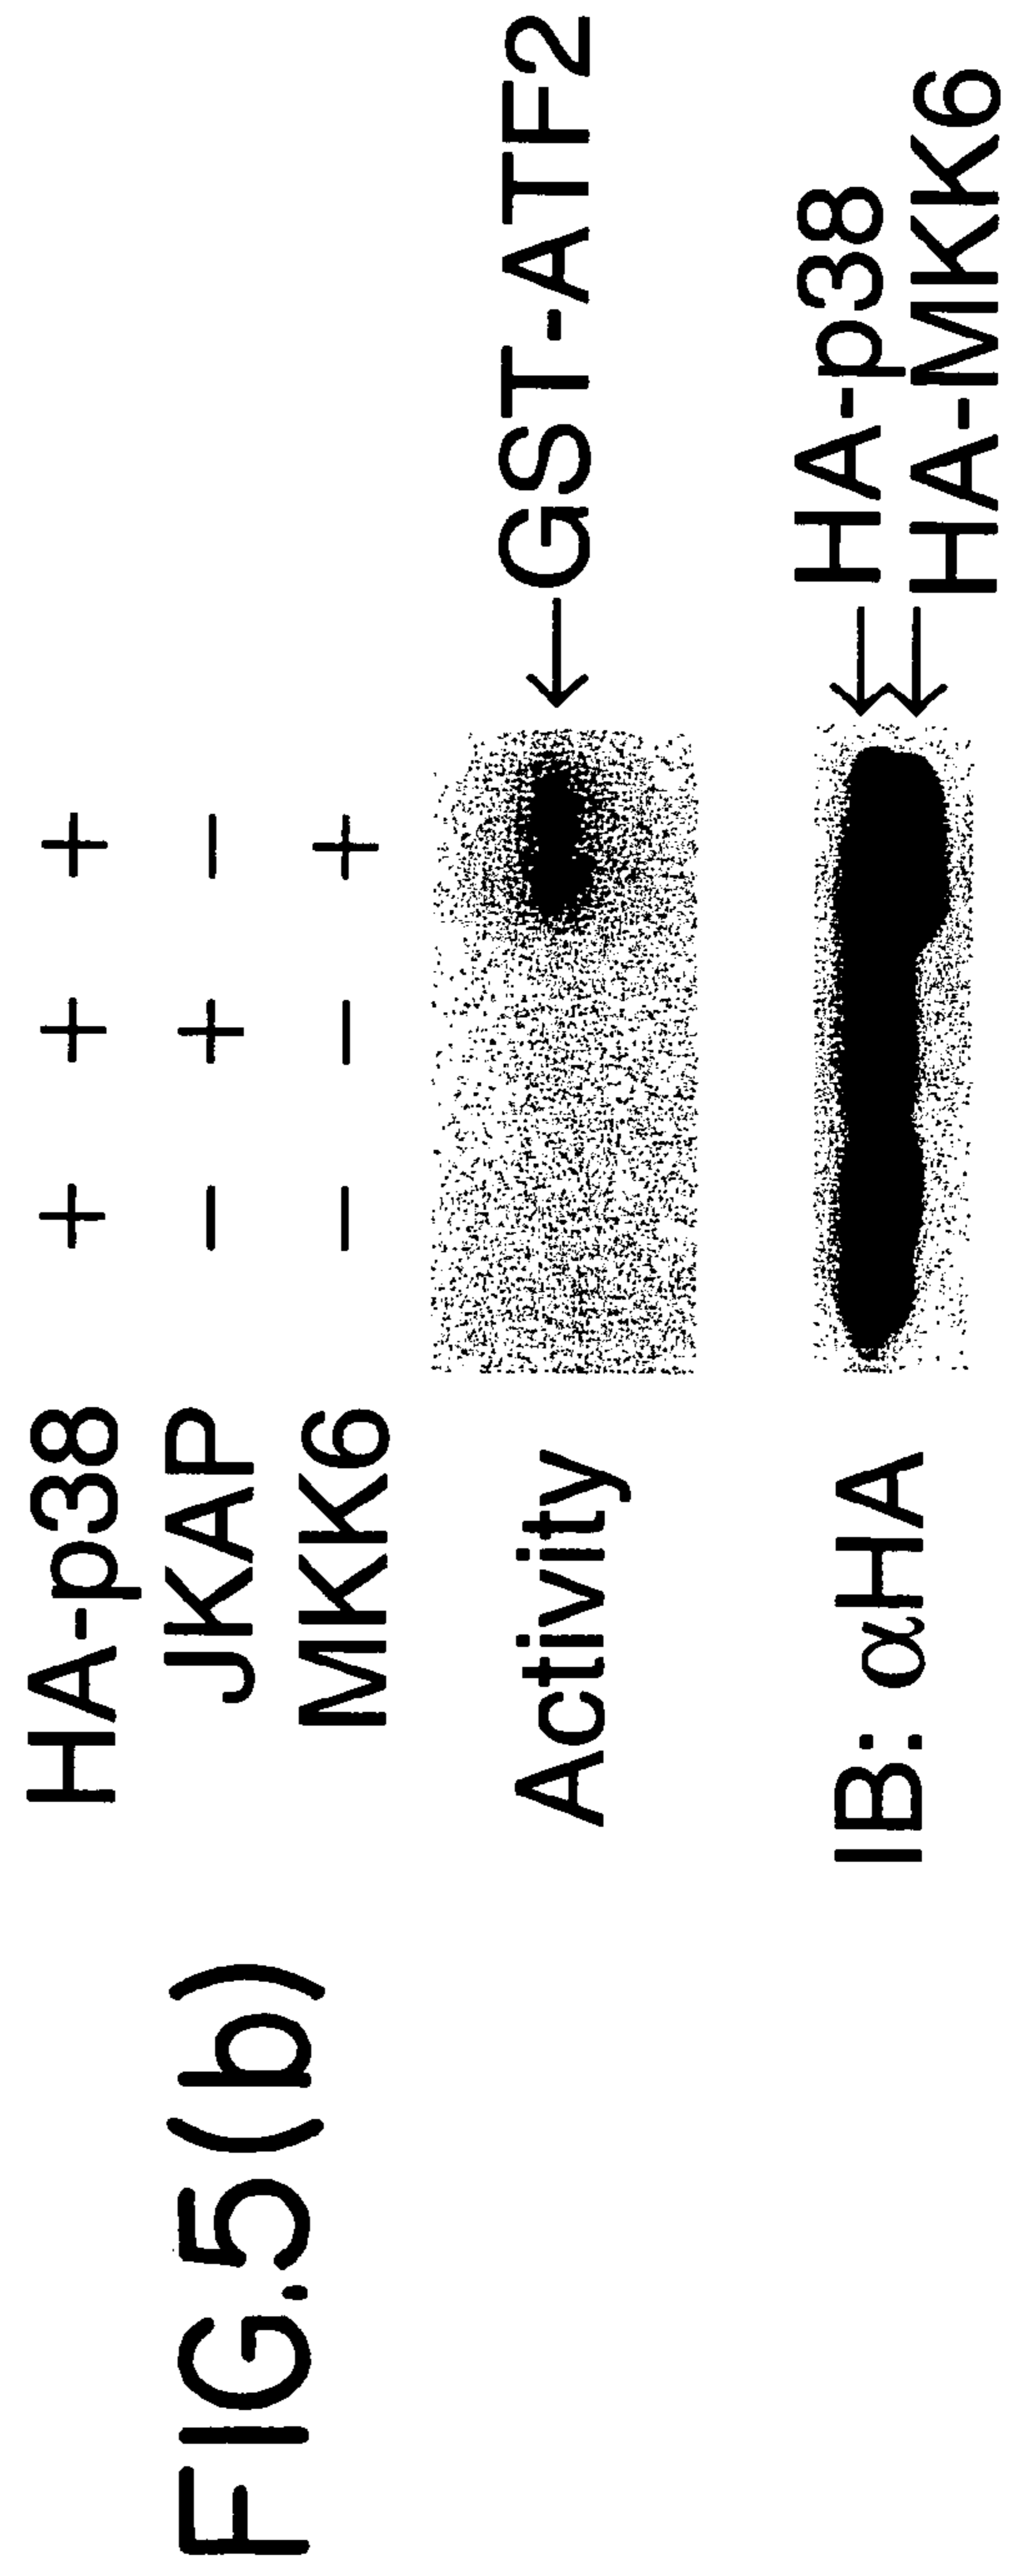 FIG.5(b)
HA-p38 + + +
JKAP - + -
MKK6 - - +
Activity ←GST-ATF2
IB: αHA ←HA-p38
←HA-MKK6